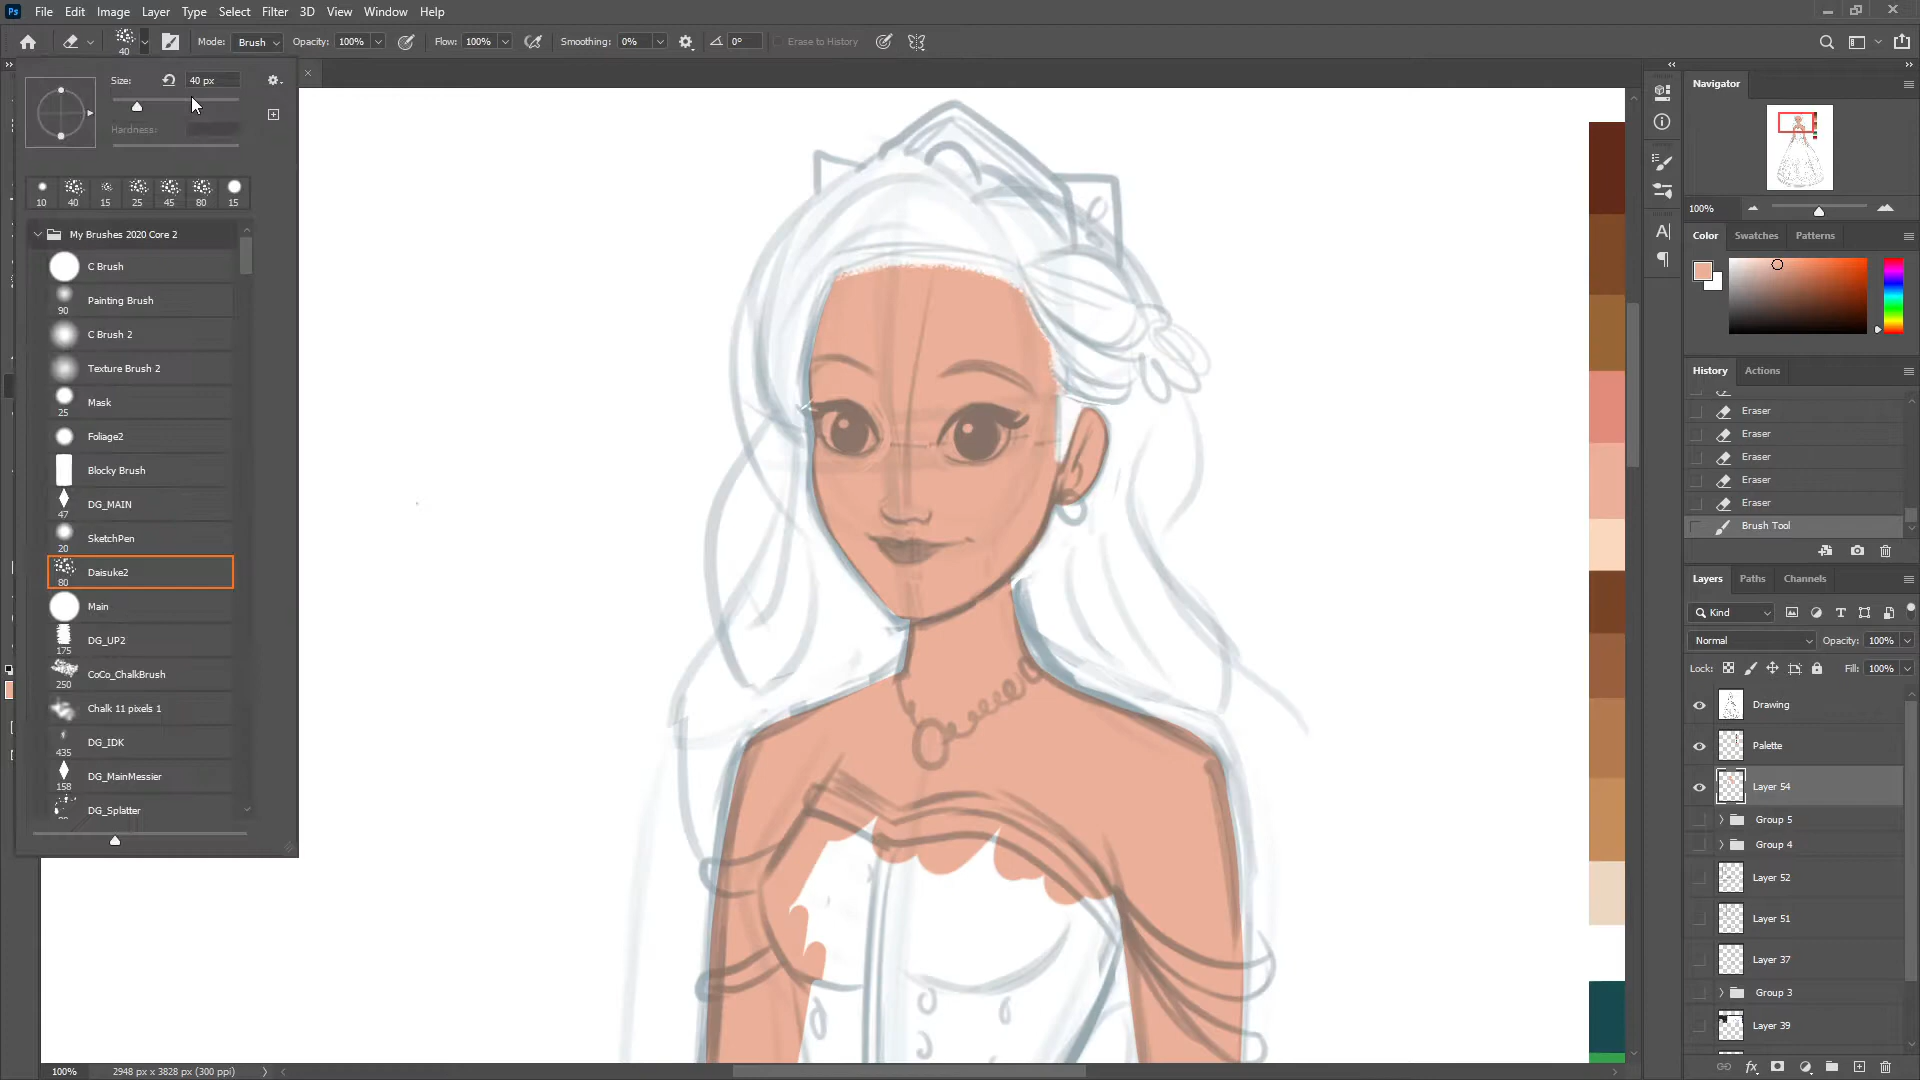 Ps File Edit Image Layer Type Select Filter 3D View Window Help
40 Mode: Brush Opacity: 100% Flow: 100% Smoothing: 0% 0° Erase to History
Size: 40 px
Hardness:
10 40 15 25 45 80 15
My Brushes 2020 Core 2
C Brush
Painting Brush
90
C Brush 2
Texture Brush 2
Mask
25
Foliage2
Blocky Brush
DG_MAIN
47
SketchPen
20
Daisuke2
80
Main
DG_UP2
175
CoCo_ChalkBrush
250
Chalk 11 pixels 1
DG_IDK
435
DG_MainMessier
158
DG_Splatter
Navigator
100%
Color Swatches Patterns
History Actions
Eraser
Eraser
Eraser
Eraser
Eraser
Brush Tool
Layers Paths Channels
Kind
Normal Opacity: 100%
Lock: Fill: 100%
Drawing
Palette
Layer 54
Group 5
Group 4
Layer 52
Layer 51
Layer 37
Group 3
Layer 39
fx
100% 2948 px x 3828 px (300 ppi)